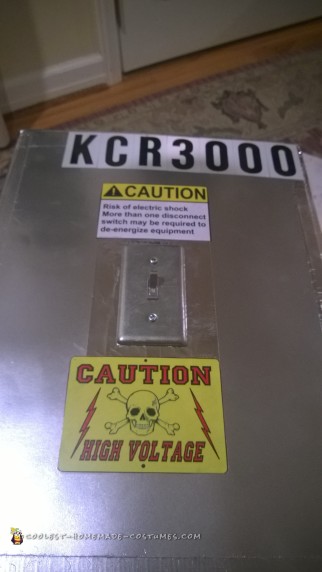 KCR3000
CAUTION
Risk of electric shock
More than one disconnect
switch may be required to
de-energize equipment
CAUTION
HIGH VOLTAGE
COOLEST-HOMEMADE-COSTUMES.COM